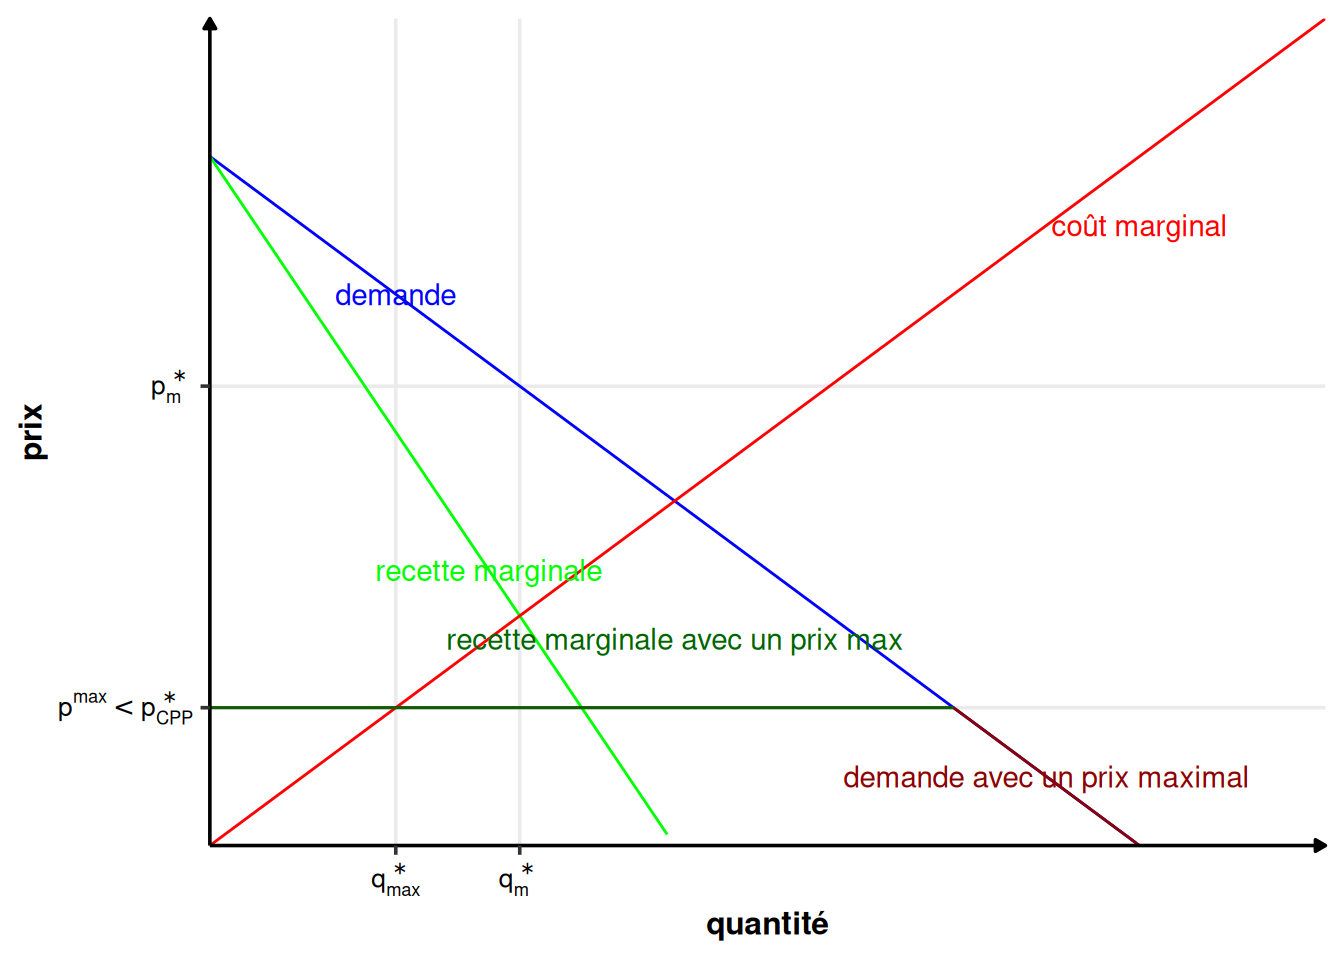 coût marginal
demande
p*m
prix
recette marginale
recette marginale avec un prix max
pmax < p*CPP
demande avec un prix maximal
q*max
q*m
quantité